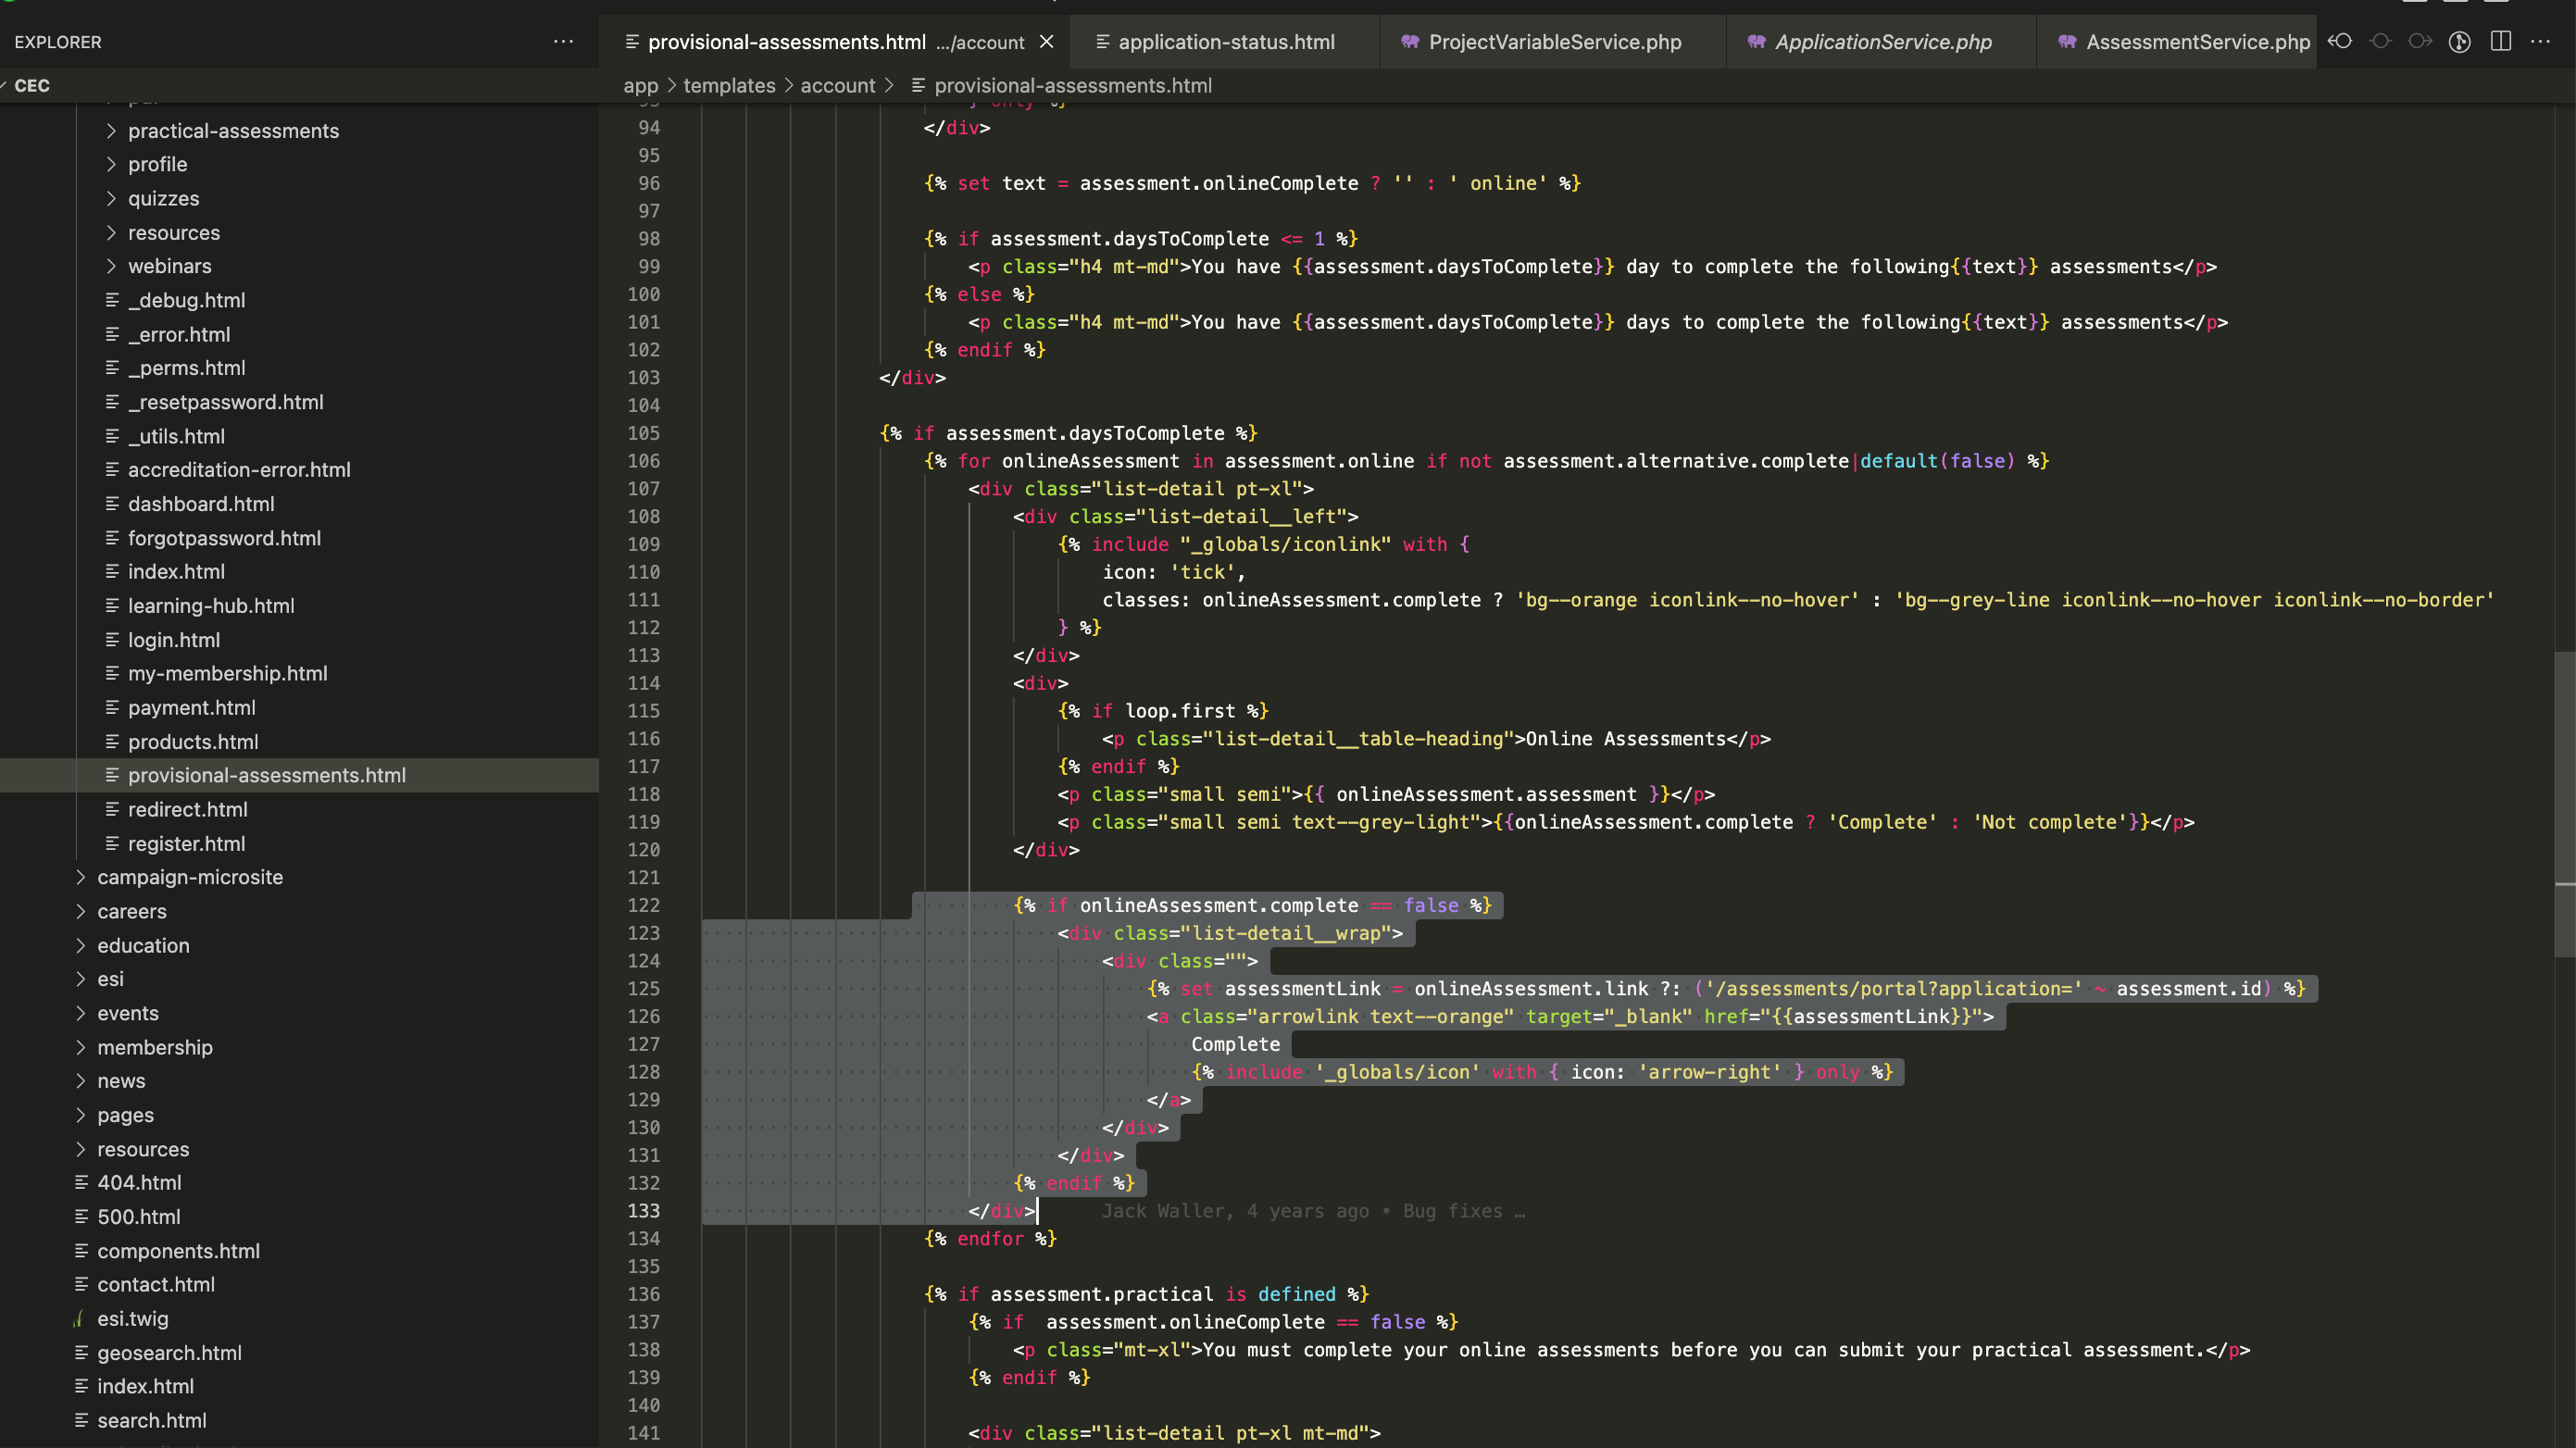 EXPLORER
provisional-assessments.html .../account
application-status.html
ProjectVariableService.php
ApplicationService.php
AssessmentService.php
CEC
app > templates > account > provisional-assessments.html
practical-assessments
profile
quizzes
resources
webinars
_debug.html
_error.html
_perms.html
_resetpassword.html
_utils.html
accreditation-error.html
dashboard.html
forgotpassword.html
index.html
learning-hub.html
login.html
my-membership.html
payment.html
products.html
provisional-assessments.html
redirect.html
register.html
campaign-microsite
careers
education
esi
events
membership
news
pages
resources
404.html
500.html
components.html
contact.html
esi.twig
geosearch.html
index.html
search.html
93 } only %}
94 </div>
95
96 {% set text = assessment.onlineComplete ? '' : ' online' %}
97
98 {% if assessment.daysToComplete <= 1 %}
99 <p class="h4 mt-md">You have {{assessment.daysToComplete}} day to complete the following{{text}} assessments</p>
100 {% else %}
101 <p class="h4 mt-md">You have {{assessment.daysToComplete}} days to complete the following{{text}} assessments</p>
102 {% endif %}
103 </div>
104
105 {% if assessment.daysToComplete %}
106 {% for onlineAssessment in assessment.online if not assessment.alternative.complete|default(false) %}
107 <div class="list-detail pt-xl">
108 <div class="list-detail__left">
109 {% include "_globals/iconlink" with {
110 icon: 'tick',
111 classes: onlineAssessment.complete ? 'bg--orange iconlink--no-hover' : 'bg--grey-line iconlink--no-hover iconlink--no-border'
112 } %}
113 </div>
114 <div>
115 {% if loop.first %}
116 <p class="list-detail__table-heading">Online Assessments</p>
117 {% endif %}
118 <p class="small semi">{{ onlineAssessment.assessment }}</p>
119 <p class="small semi text--grey-light">{{onlineAssessment.complete ? 'Complete' : 'Not complete'}}</p>
120 </div>
121
122 {% if onlineAssessment.complete == false %}
123 <div class="list-detail__wrap">
124 <div class="">
125 {% set assessmentLink = onlineAssessment.link ?: ('/assessments/portal?application=' ~ assessment.id) %}
126 <a class="arrowlink text--orange" target="_blank" href="{{assessmentLink}}">
127 Complete
128 {% include '_globals/icon' with { icon: 'arrow-right' } only %}
129 </a>
130 </div>
131 </div>
132 {% endif %}
133 </div> Jack Waller, 4 years ago • Bug fixes …
134 {% endfor %}
135
136 {% if assessment.practical is defined %}
137 {% if  assessment.onlineComplete == false %}
138 <p class="mt-xl">You must complete your online assessments before you can submit your practical assessment.</p>
139 {% endif %}
140
141 <div class="list-detail pt-xl mt-md">